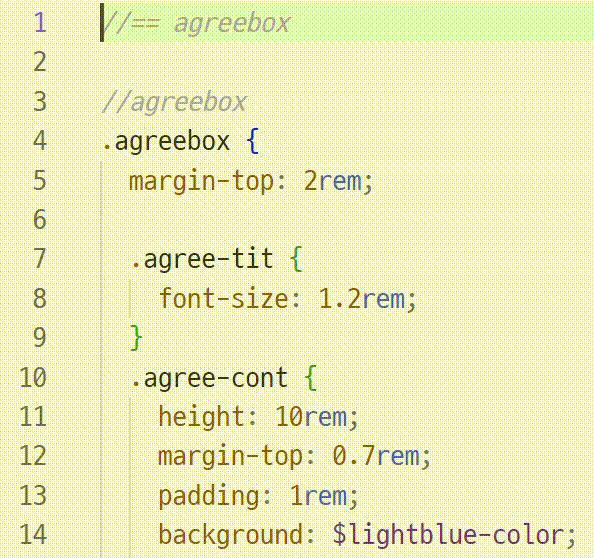 1 //== agreebox
2
3 //agreebox
4 .agreebox {
5 margin-top: 2rem;
6
7 .agree-tit {
8 font-size: 1.2rem;
9 }
10 .agree-cont {
11 height: 10rem;
12 margin-top: 0.7rem;
13 padding: 1rem;
14 background: $lightblue-color;